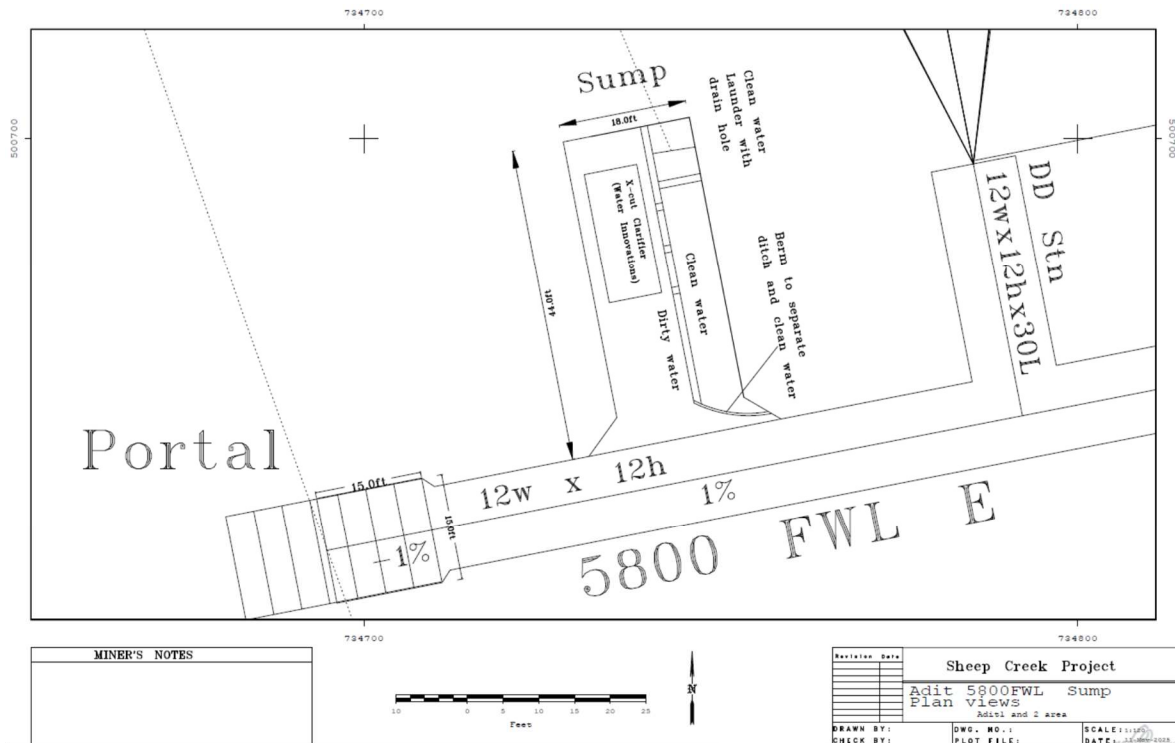 734700
734800
500700
500700
Sump
18.0ft
Clean water
Launder with
drain hole
X-cut Clarifier
(Water Innovations)
44.0ft
Clean water
Dirty water
Berm to separate
ditch and clean water
DD Stn
12wx12hx30L
Portal
15.0ft
15.0ft
-1%
12w x 12h
1%
5800 FWL E
734700
734800
MINER'S NOTES
10 0 5 10 15 20 25
Feet
N
Revision Date
Sheep Creek Project
Adit 5800FWL Sump
Plan views
Adit1 and 2 area
DRAWN BY:
DWG. NO.:
SCALE:
CHECK BY:
PLOT FILE:
DATE: